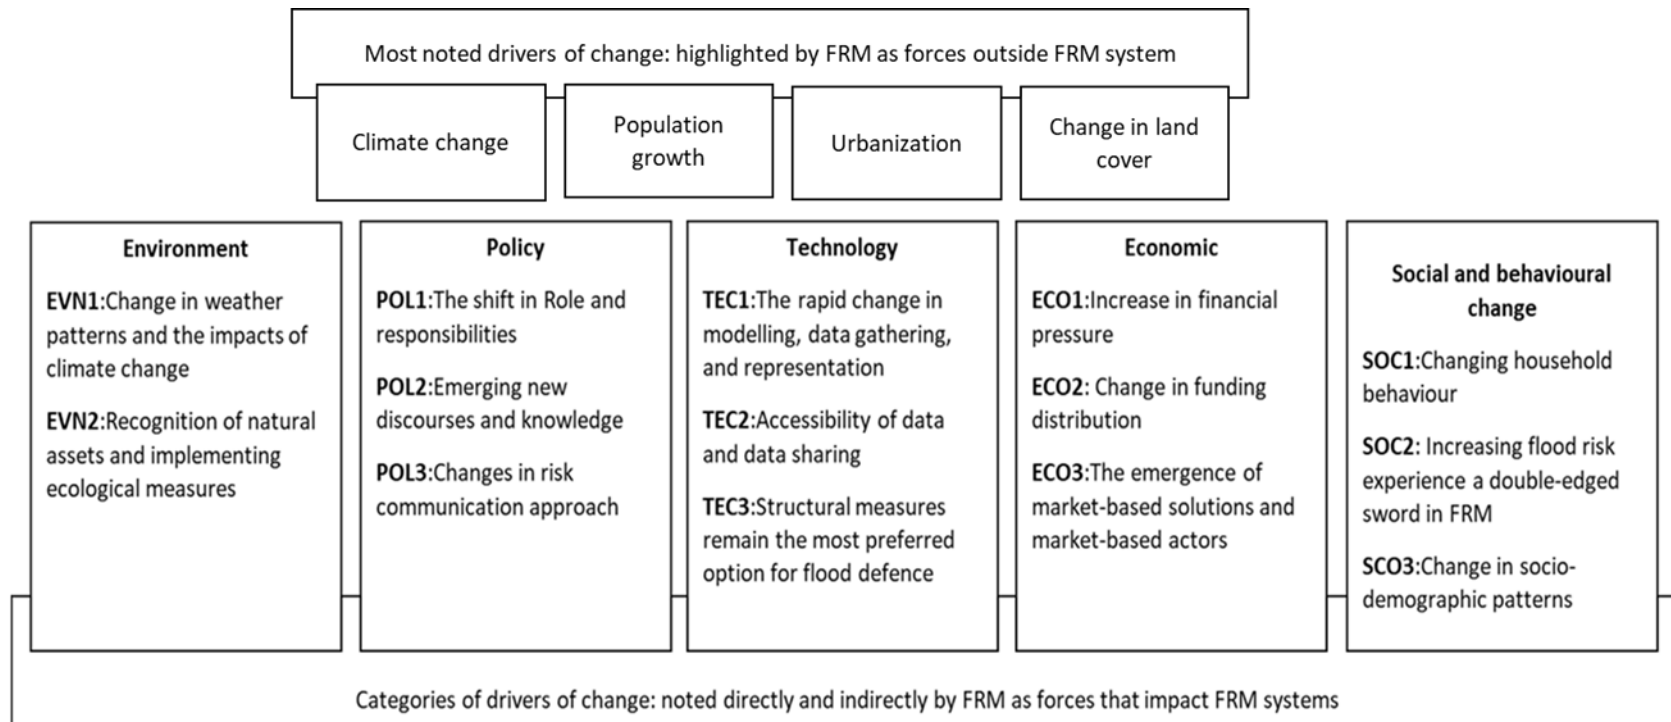 Most noted drivers of change: highlighted by FRM as forces outside FRM system
Climate change
Population
growth
Urbanization
Change in land
cover
Environment
EVN1:Change in weather
patterns and the impacts of
climate change
EVN2:Recognition of natural
assets and implementing
ecological measures
Policy
POL1:The shift in Role and
responsibilities
POL2:Emerging new
discourses and knowledge
POL3:Changes in risk
communication approach
Technology
TEC1:The rapid change in
modelling, data gathering,
and representation
TEC2:Accessibility of data
and data sharing
TEC3:Structural measures
remain the most preferred
option for flood defence
Economic
ECO1:Increase in financial
pressure
ECO2: Change in funding
distribution
ECO3:The emergence of
market-based solutions and
market-based actors
Social and behavioural
change
SOC1:Changing household
behaviour
SOC2: Increasing flood risk
experience a double-edged
sword in FRM
SCO3:Change in socio-
demographic patterns
Categories of drivers of change: noted directly and indirectly by FRM as forces that impact FRM systems